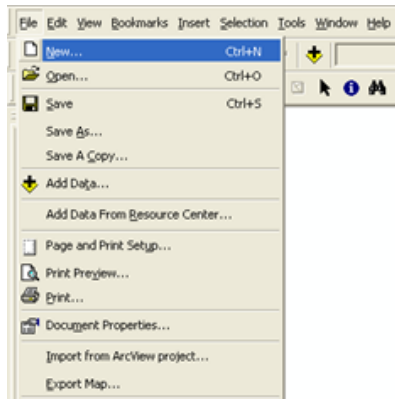 File Edit View Bookmarks Insert Selection Tools Window Help
New... Ctrl+N
Open... Ctrl+O
Save Ctrl+S
Save As...
Save A Copy...
Add Data...
Add Data From Resource Center...
Page and Print Setup...
Print Preview...
Print...
Document Properties...
Import from ArcView project...
Export Map...